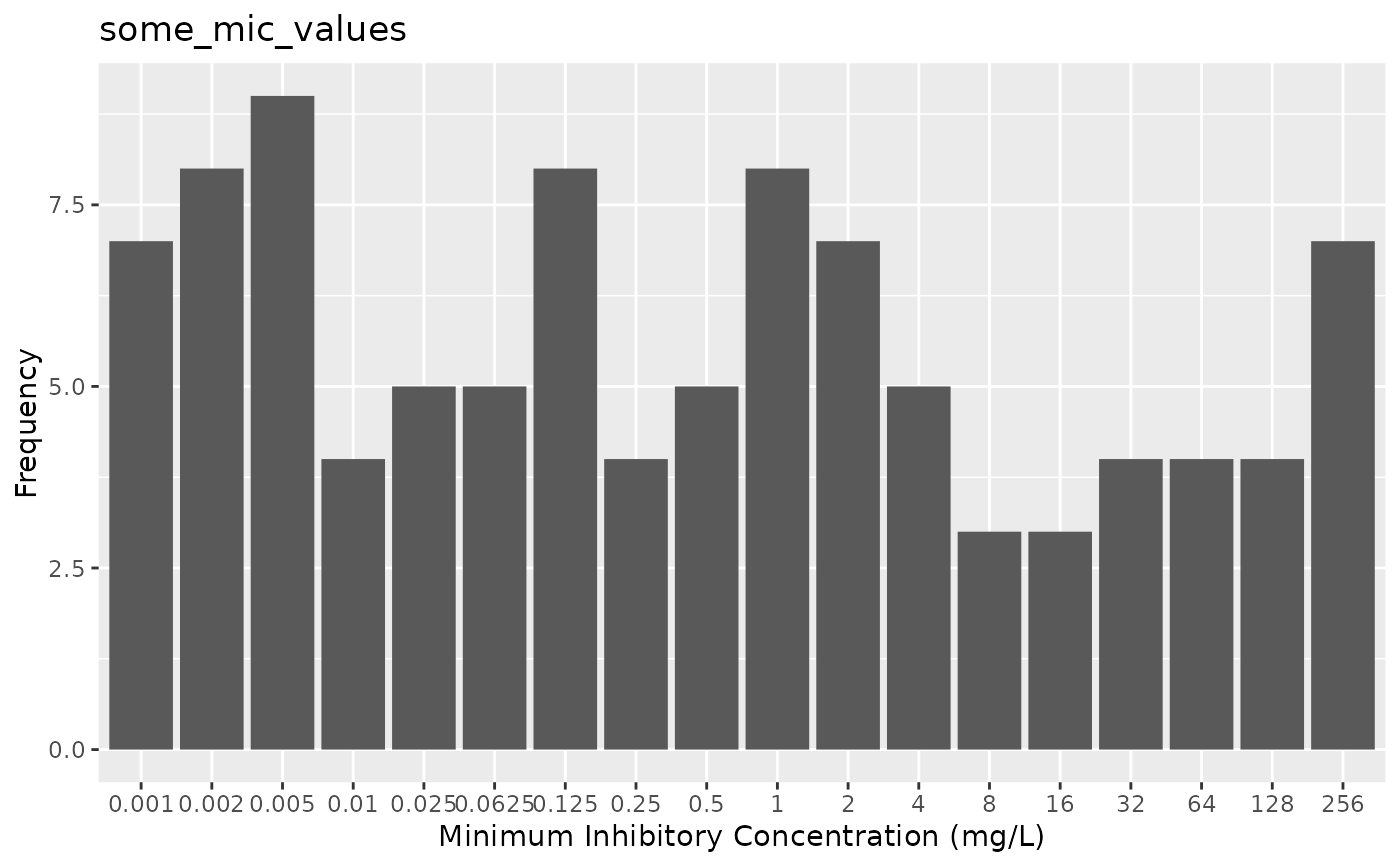 some_mic_values
Frequency
7.5
5.0
2.5
0.0
0.001 0.002 0.005 0.01 0.025 0.0625 0.125 0.25 0.5 1 2 4 8 16 32 64 128 256
Minimum Inhibitory Concentration (mg/L)